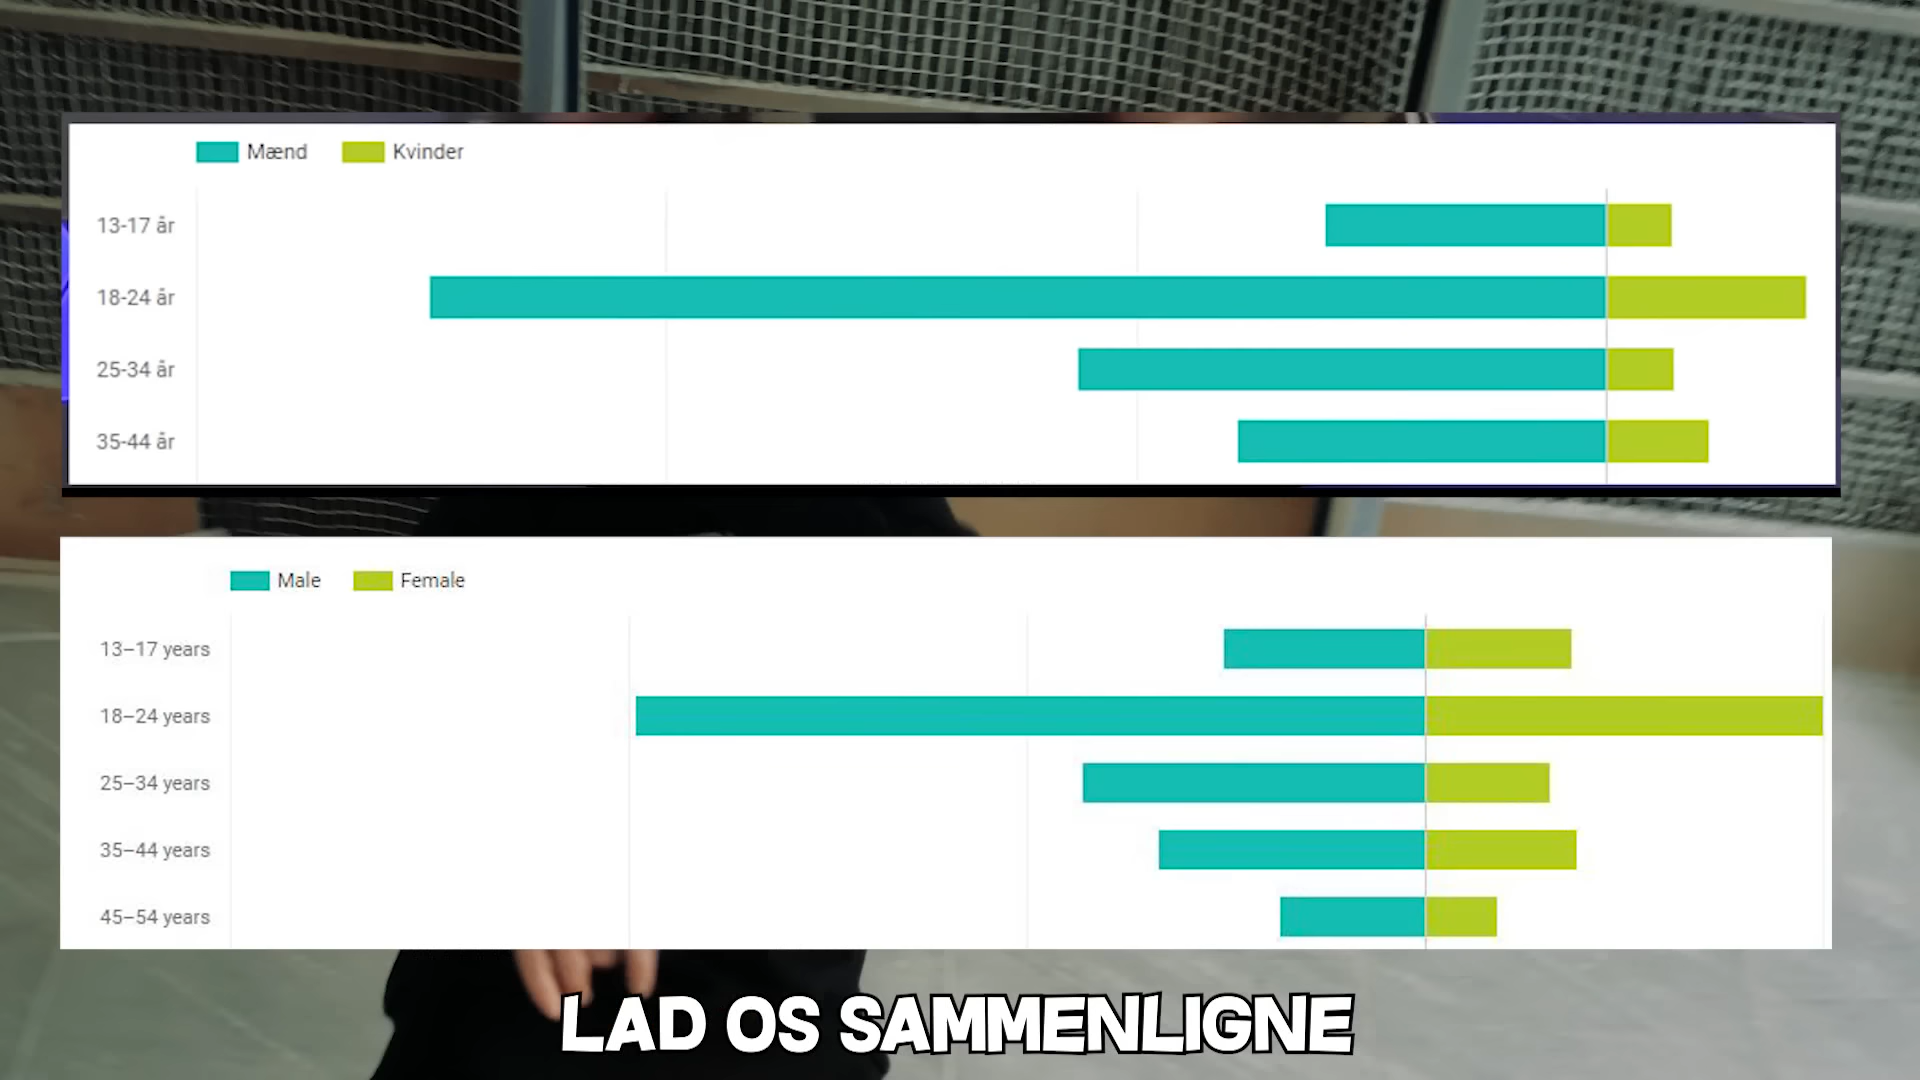 Mænd Kvinder
13-17 år
18-24 år
25-34 år
35-44 år
Male Female
13–17 years
18–24 years
25–34 years
35–44 years
45–54 years
LAD OS SAMMENLIGNE